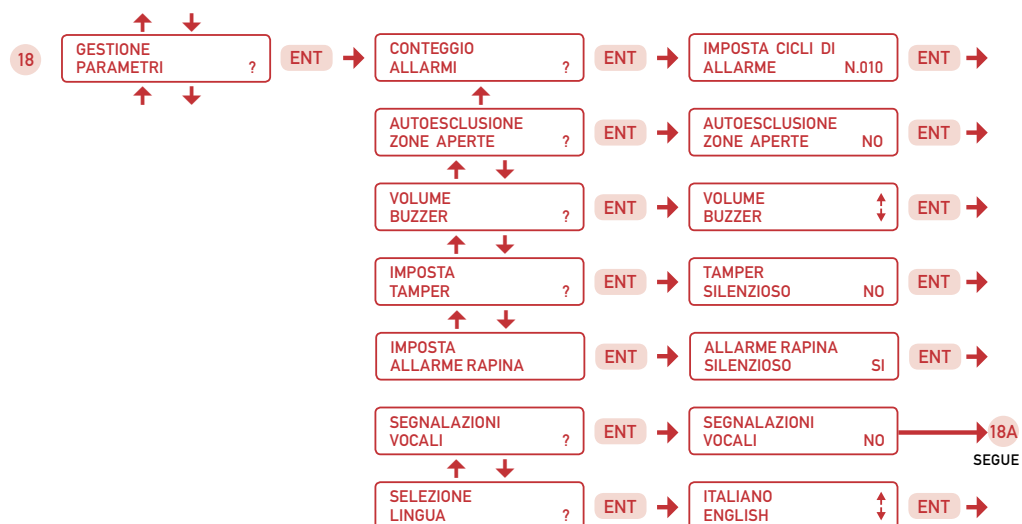 18
GESTIONE
PARAMETRI ?
ENT
CONTEGGIO
ALLARMI ?
ENT
IMPOSTA CICLI DI
ALLARME N.010
ENT
AUTOESCLUSIONE
ZONE APERTE ?
ENT
AUTOESCLUSIONE
ZONE APERTE NO
ENT
VOLUME
BUZZER ?
ENT
VOLUME
BUZZER
ENT
IMPOSTA
TAMPER ?
ENT
TAMPER
SILENZIOSO NO
ENT
IMPOSTA
ALLARME RAPINA
ENT
ALLARME RAPINA
SILENZIOSO SI
ENT
SEGNALAZIONI
VOCALI ?
ENT
SEGNALAZIONI
VOCALI NO
18A
SEGUE
SELEZIONE
LINGUA ?
ENT
ITALIANO
ENGLISH
ENT